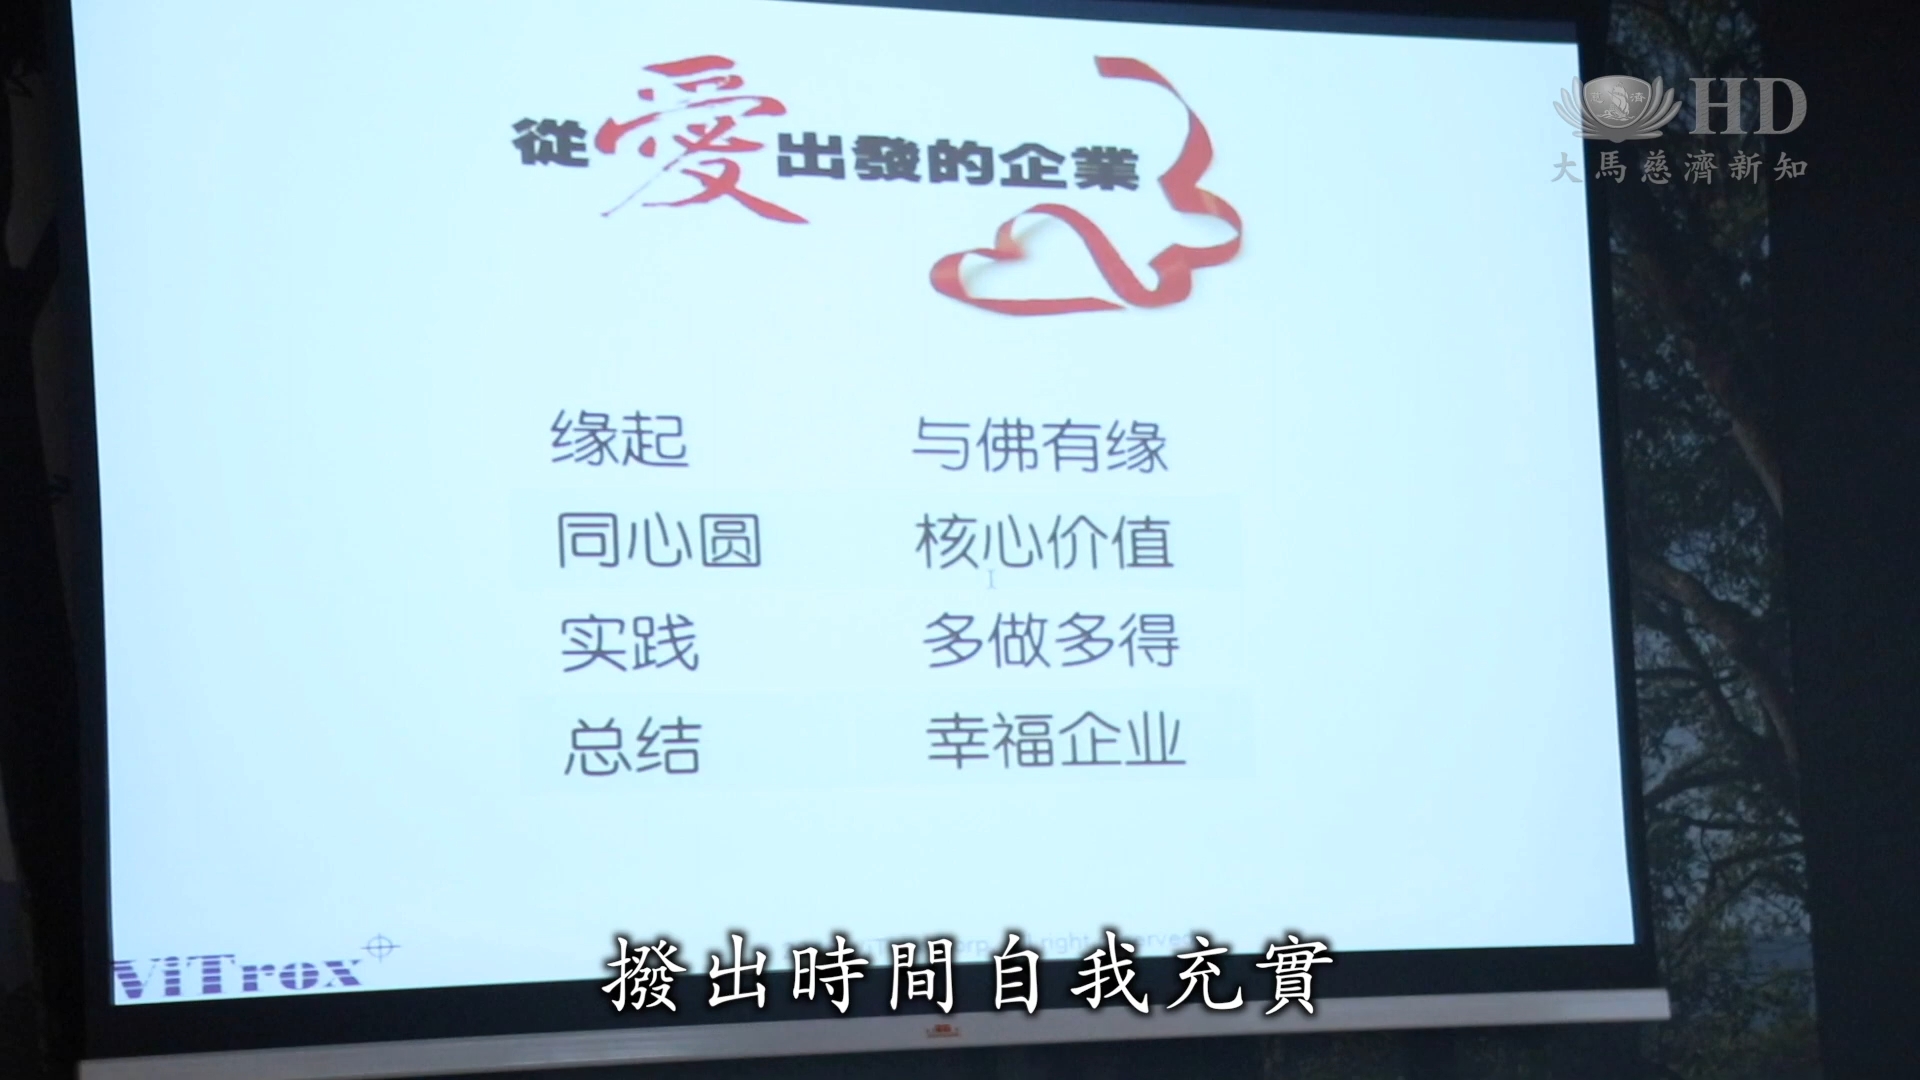 HD
大馬慈濟新知
從愛出發的企業
缘起 与佛有缘
同心圆 核心价值
实践 多做多得
总结 幸福企业
ViTrox
撥出時間自我充實